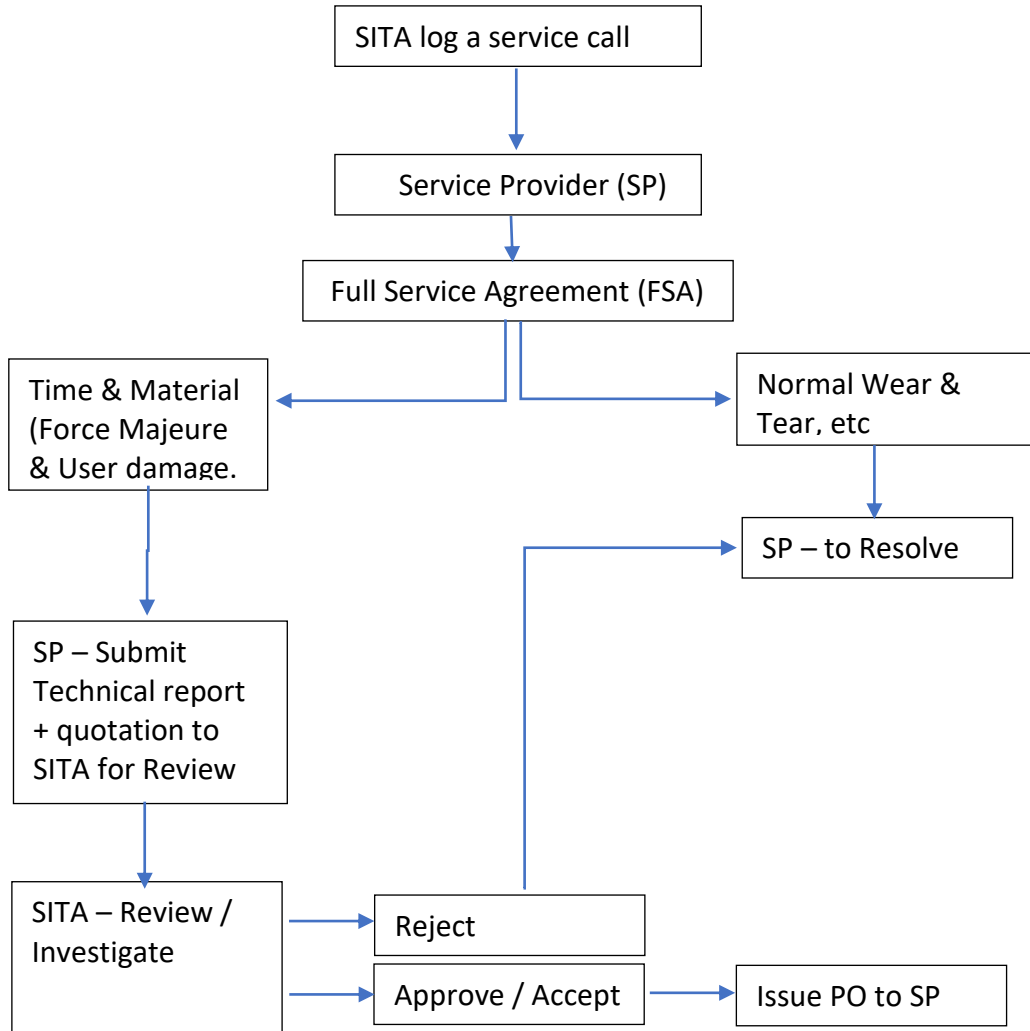 SITA log a service call
Service Provider (SP)
Full Service Agreement (FSA)
Time & Material
(Force Majeure
& User damage.
Normal Wear &
Tear, etc
SP – to Resolve
SP – Submit
Technical report
+ quotation to
SITA for Review
SITA – Review /
Investigate
Reject
Approve / Accept
Issue PO to SP